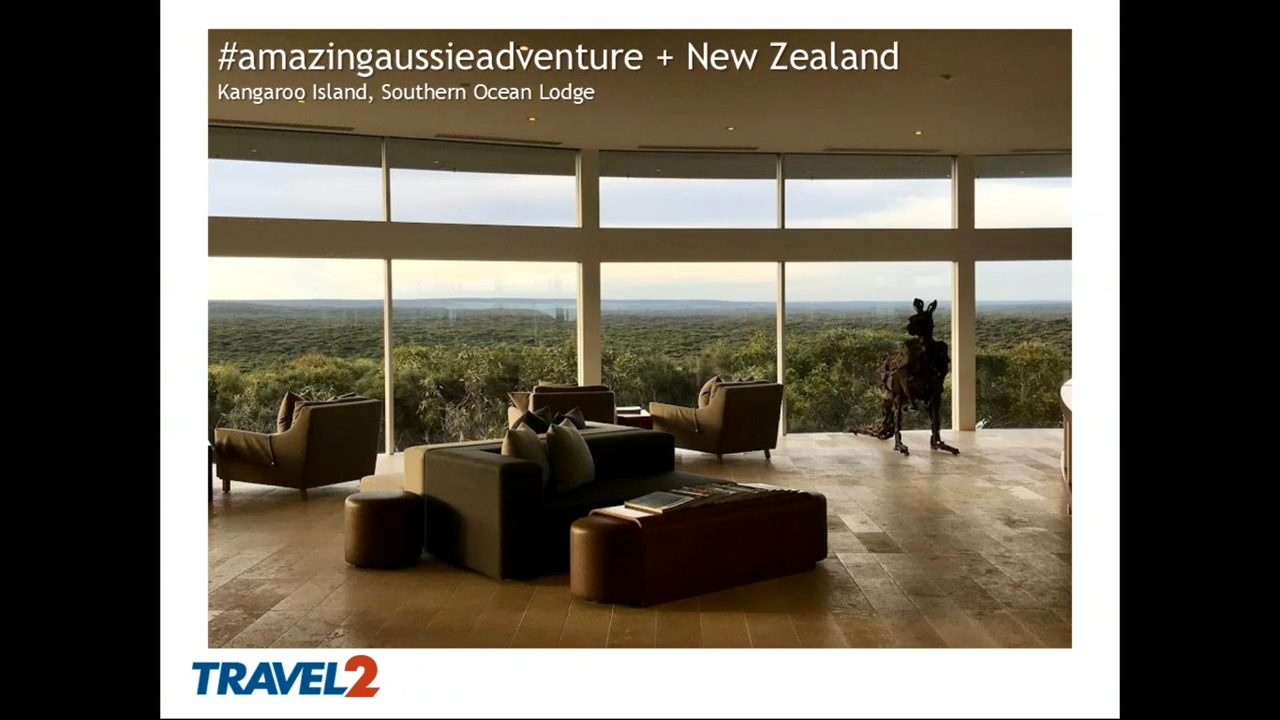 #amazingaussieadventure + New Zealand
Kangaroo Island, Southern Ocean Lodge
TRAVEL2